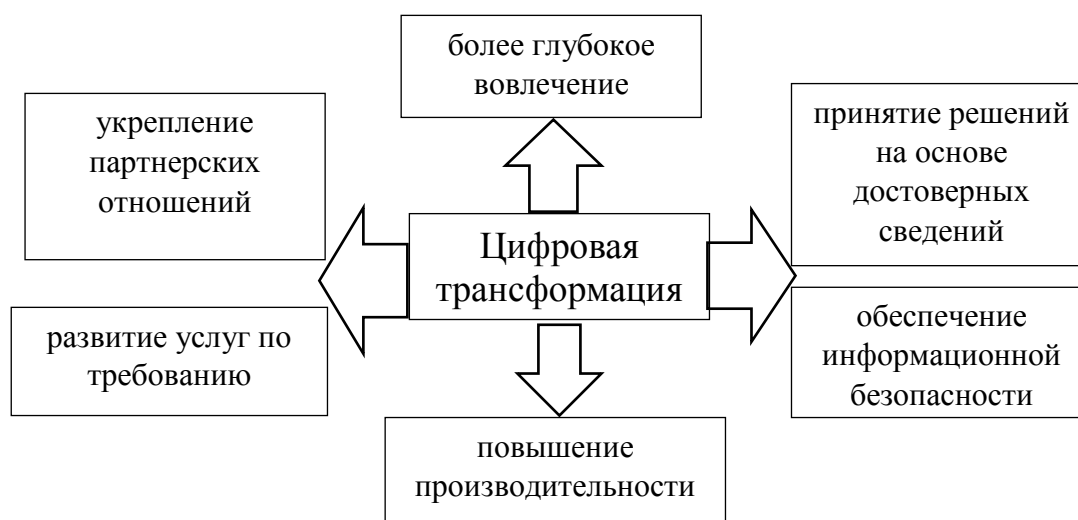 более глубокое
вовлечение
укрепление
партнерских
отношений
принятие решений
на основе
достоверных
сведений
Цифровая
трансформация
развитие услуг по
требованию
обеспечение
информационной
безопасности
повышение
производительности